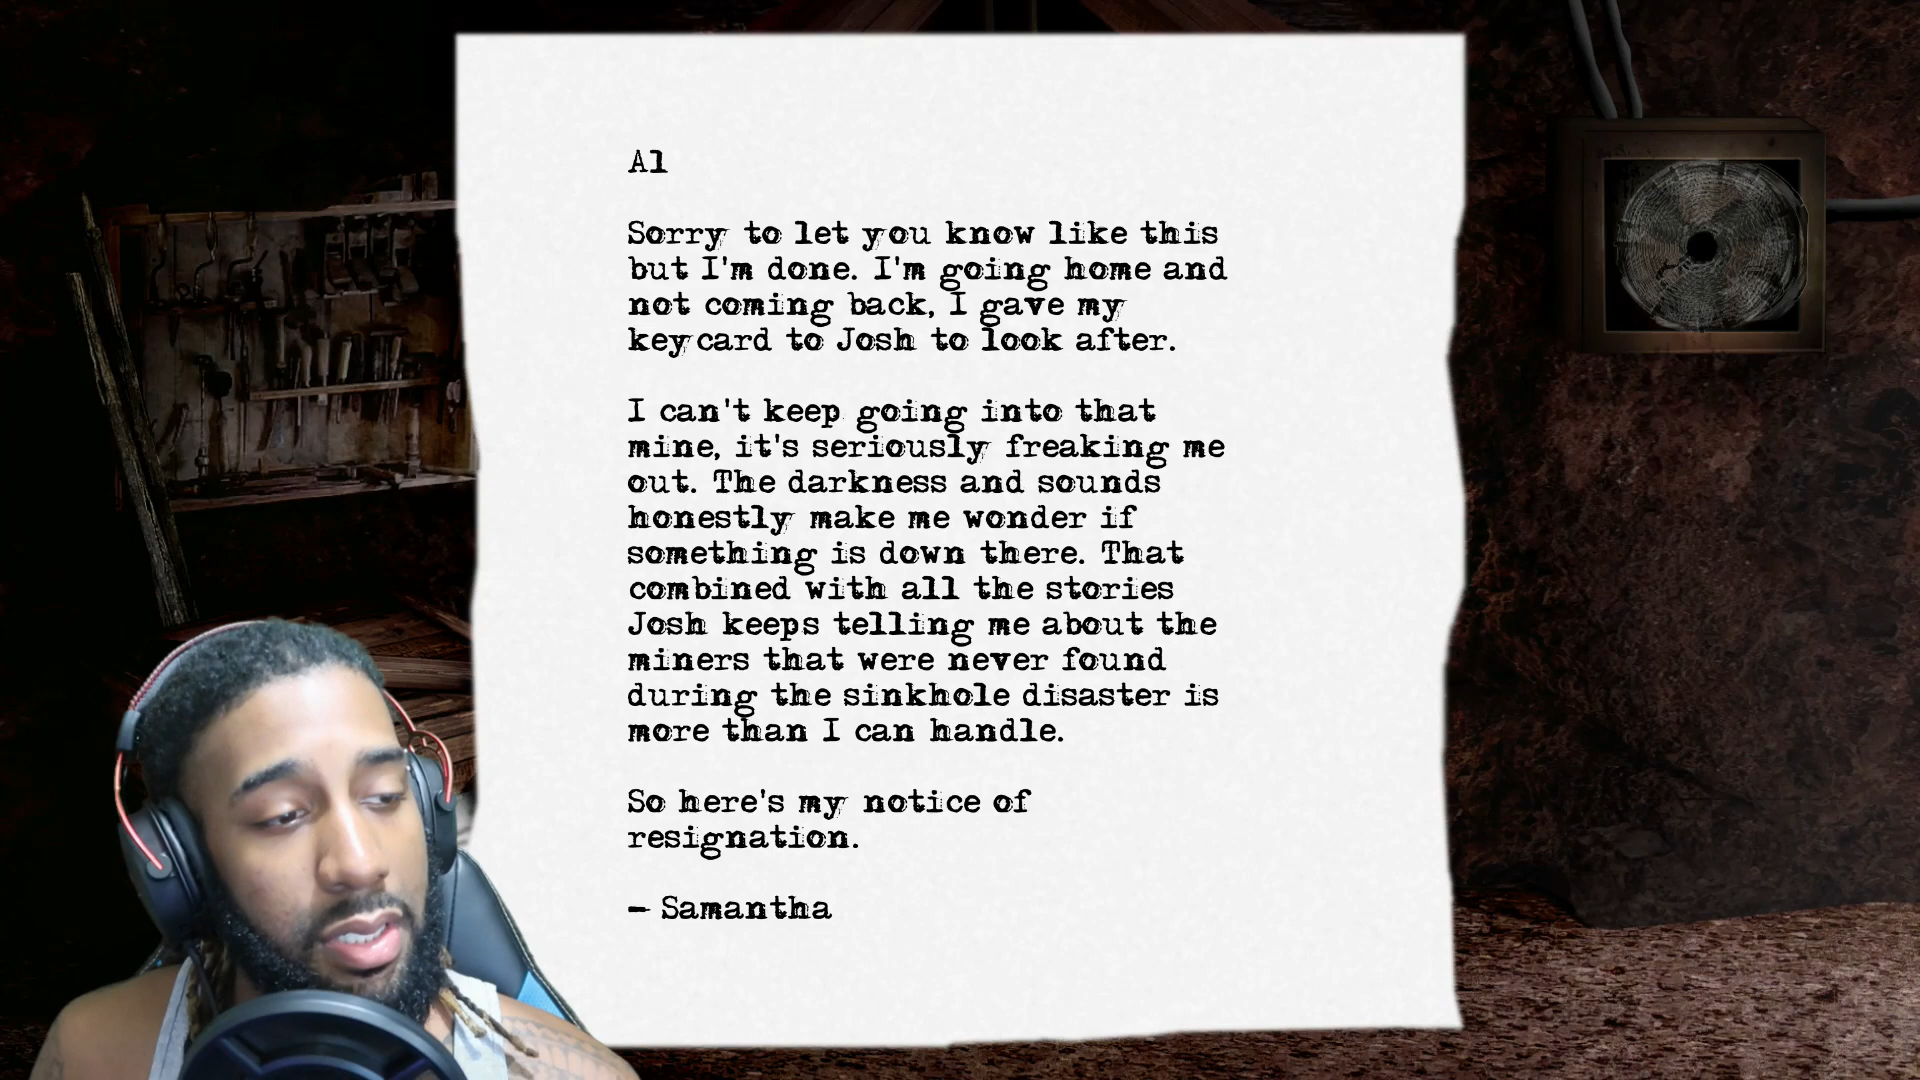 Al
Sorry to let you know like this
but I'm done. I'm going home and
not coming back, I gave my
keycard to Josh to look after.
I can't keep going into that
mine, it's seriously freaking me
out. The darkness and sounds
honestly make me wonder if
something is down there. That
combined with all the stories
Josh keeps telling me about the
miners that were never found
during the sinkhole disaster is
more than I can handle.
So here's my notice of
resignation.
– Samantha